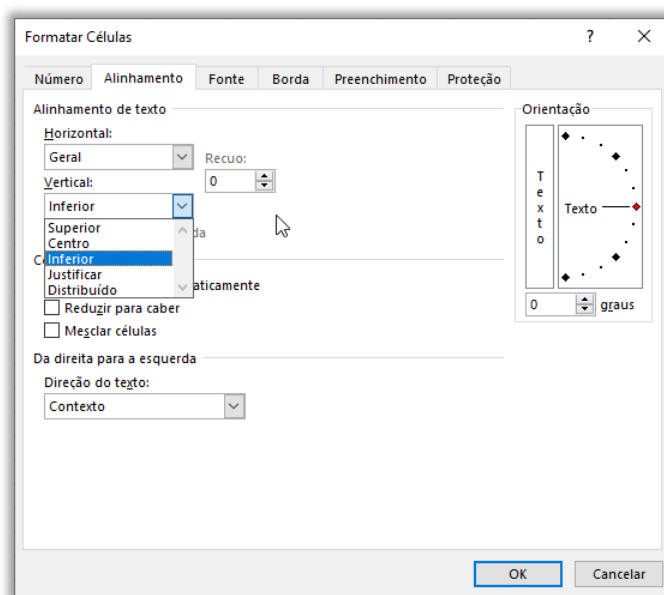 Formatar Células ? X
Número Alinhamento Fonte Borda Preenchimento Proteção
Alinhamento de texto
Horizontal:
Geral
Recuo:
0
Vertical:
Inferior
Superior
Centro
Inferior
Justificar
Distribuído
da
C
aticamente
Reduzir para caber
Mesclar células
Da direita para a esquerda
Direção do texto:
Contexto
Orientação
Texto
Texto
0 graus
OK Cancelar